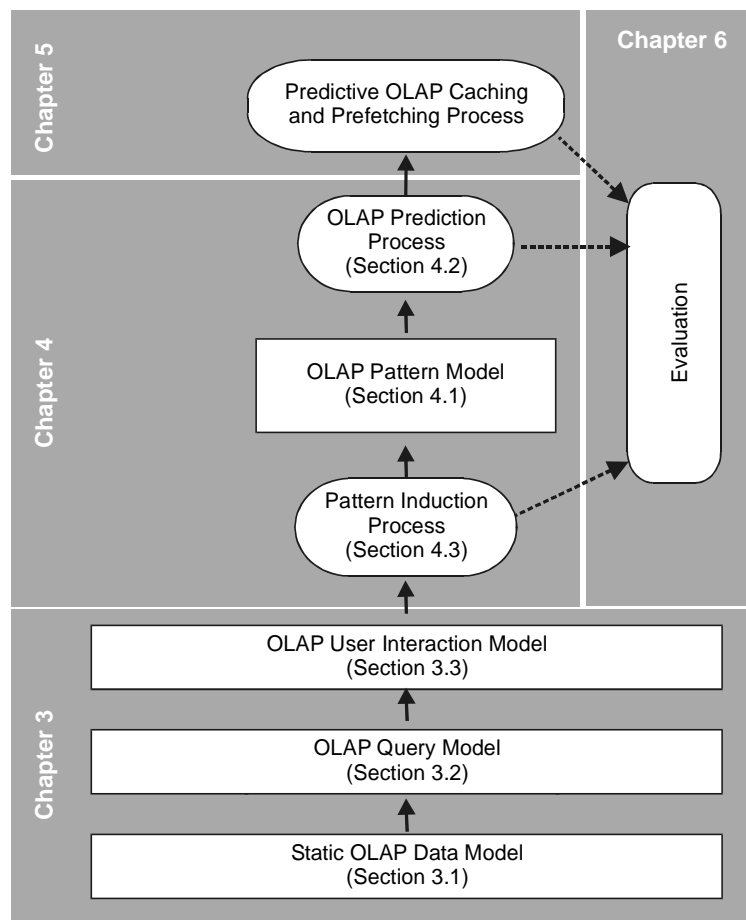 Chapter 5
Chapter 6
Predictive OLAP Caching
and Prefetching Process
Chapter 4
OLAP Prediction
Process
(Section 4.2)
OLAP Pattern Model
(Section 4.1)
Pattern Induction
Process
(Section 4.3)
Evaluation
Chapter 3
OLAP User Interaction Model
(Section 3.3)
OLAP Query Model
(Section 3.2)
Static OLAP Data Model
(Section 3.1)